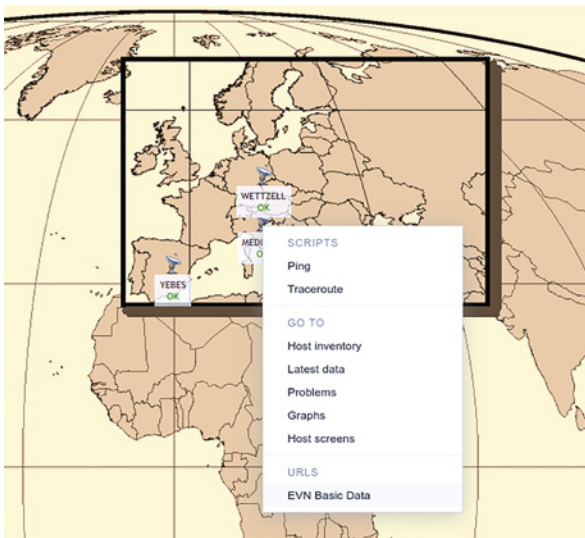 WETTZELL
OK
MEDI
O
YEBES
OK
SCRIPTS
Ping
Traceroute
GO TO
Host inventory
Latest data
Problems
Graphs
Host screens
URLS
EVN Basic Data